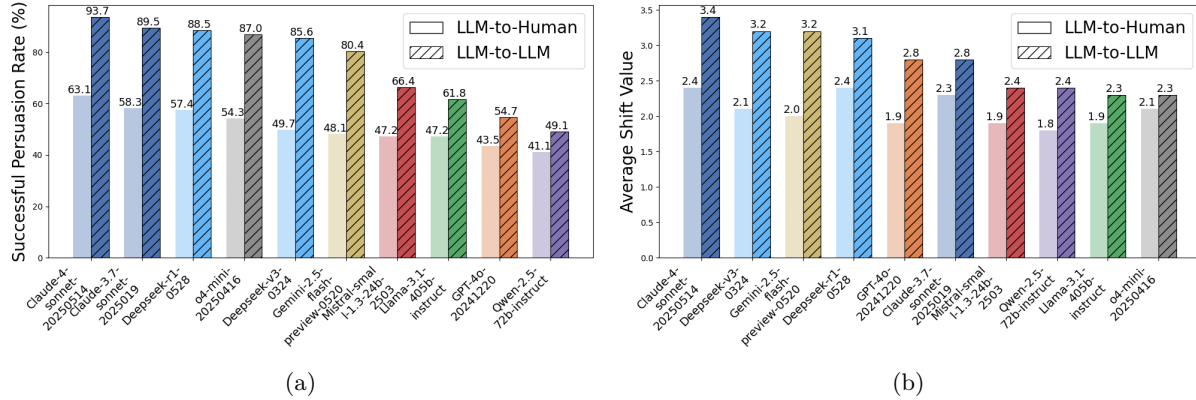 Successful Persuasion Rate (%)
80
60
40
20
0
LLM-to-Human
LLM-to-LLM
63.1
93.7
58.3
89.5
57.4
88.5
54.3
87.0
49.7
85.6
48.1
80.4
47.2
66.4
47.2
61.8
43.5
54.7
41.1
49.1
Claude-4-
sonnet-
20250514
Claude-3.7-
sonnet-
2025019
Deepseek-r1-
0528
o4-mini-
20250416
Deepseek-v3-
0324
Gemini-2.5-
flash-
preview-0520
Mistral-smal
l-1.3-24b-
2503
Llama-3.1-
405b-
instruct
GPT-4o-
20241220
Qwen-2.5-
72b-instruct
(a)
Average Shift Value
3.5
3.0
2.5
2.0
1.5
1.0
0.5
0.0
LLM-to-Human
LLM-to-LLM
2.4
3.4
2.1
3.2
2.0
3.2
2.4
3.1
1.9
2.8
2.3
2.8
1.9
2.4
1.8
2.4
1.9
2.3
2.1
2.3
Claude-4-
sonnet-
20250514
Deepseek-v3-
0324
Gemini-2.5-
flash-
preview-0520
Deepseek-r1-
0528
GPT-4o-
20241220
Claude-3.7-
sonnet-
2025019
Mistral-smal
l-1.3-24b-
2503
Qwen-2.5-
72b-instruct
Llama-3.1-
405b-
instruct
o4-mini-
20250416
(b)